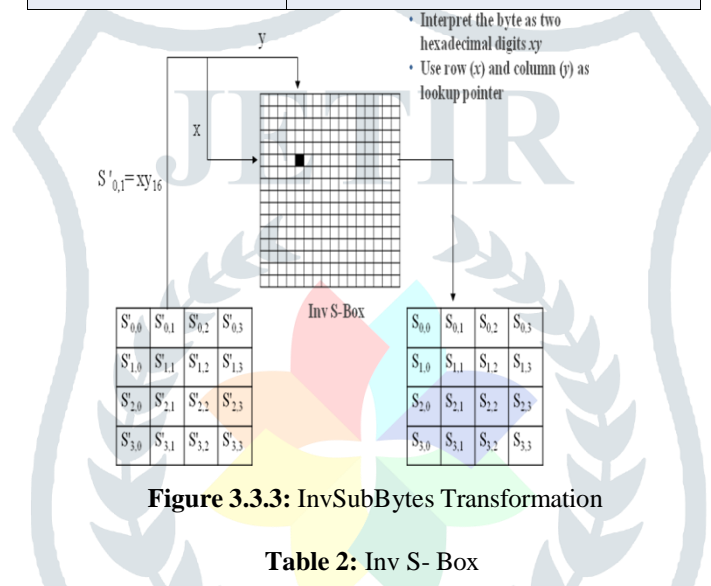 • Interpret the byte as two
hexadecimal digits xy
• Use row (x) and column (y) as
lookup pointer
y
x
S'0,1=xy16
JETIR
Inv S-Box
S'0,0 S'0,1 S'0,2 S'0,3
S'1,0 S'1,1 S'1,2 S'1,3
S'2,0 S'2,1 S'2,2 S'2,3
S'3,0 S'3,1 S'3,2 S'3,3
S0,0 S0,1 S0,2 S0,3
S1,0 S1,1 S1,2 S1,3
S2,0 S2,1 S2,2 S2,3
S3,0 S3,1 S3,2 S3,3
Figure 3.3.3: InvSubBytes Transformation
Table 2: Inv S- Box